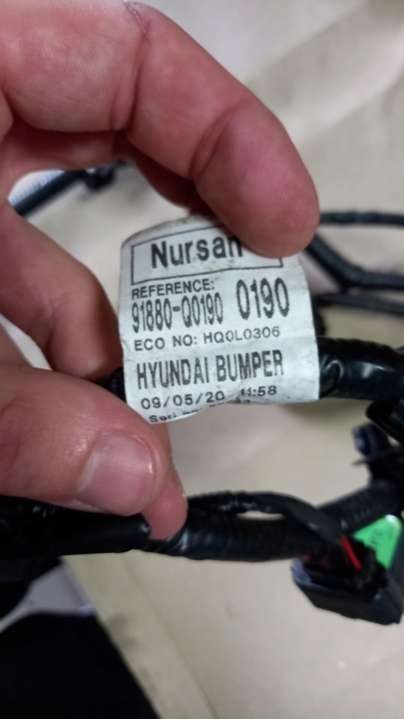 Nursan
REFERENCE:
91880-Q0190 0190
ECO NO: HQ0L0306
HYUNDAI BUMPER
09/05/20 11:58